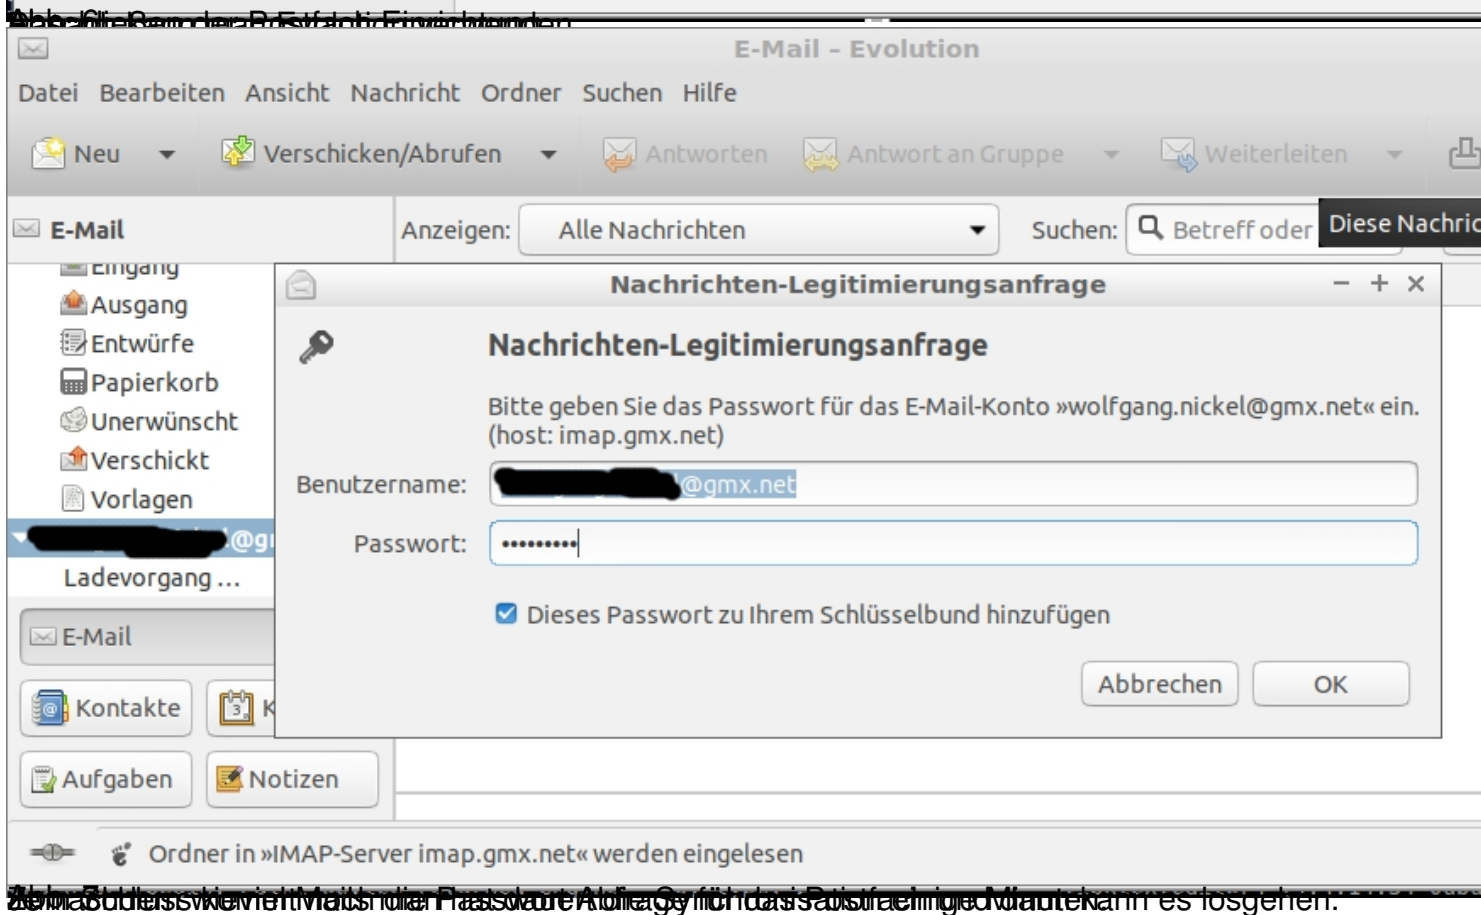 E-Mail – Evolution
Datei Bearbeiten Ansicht Nachricht Ordner Suchen Hilfe
Neu Verschicken/Abrufen Antworten Antwort an Gruppe Weiterleiten
E-Mail Anzeigen: Alle Nachrichten Suchen: Betreff oder Diese Nachric
Eingang
Ausgang
Entwürfe
Papierkorb
Unerwünscht
Verschickt
Vorlagen
@g
Ladevorgang ...
Nachrichten-Legitimierungsanfrage
Nachrichten-Legitimierungsanfrage
Bitte geben Sie das Passwort für das E-Mail-Konto »wolfgang.nickel@gmx.net« ein.
(host: imap.gmx.net)
Benutzername: @gmx.net
Passwort: •••••••••
Dieses Passwort zu Ihrem Schlüsselbund hinzufügen
Abbrechen OK
E-Mail
Kontakte K
Aufgaben Notizen
Ordner in »IMAP-Server imap.gmx.net« werden eingelesen